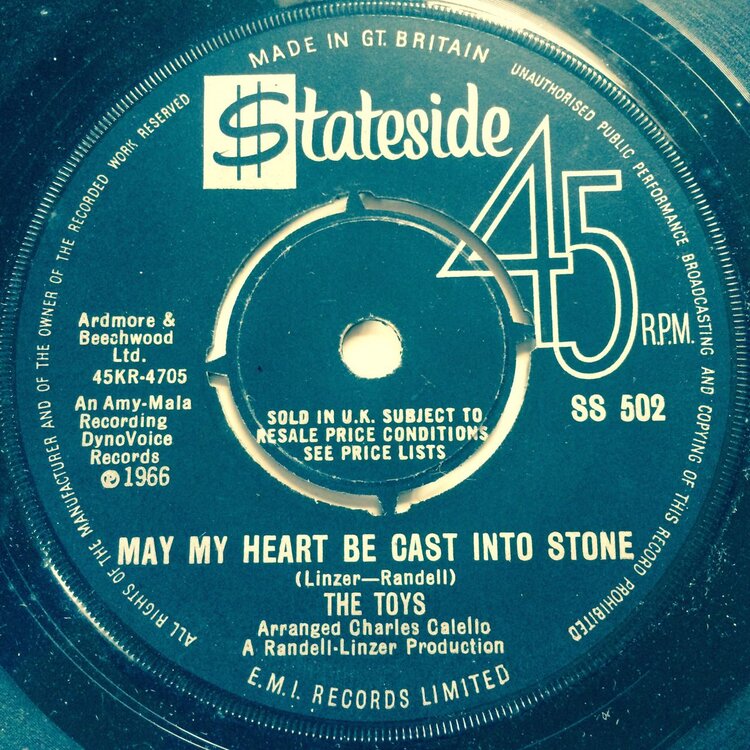 MADE IN GT. BRITAIN
UNAUTHORISED PUBLIC PERFORMANCE BROADCASTING AND COPYING OF THIS RECORD PROHIBITED
ALL RIGHTS OF THE MANUFACTURER AND OF THE OWNER OF THE RECORDED WORK RESERVED
$tateside
45 R.P.M.
Ardmore &
Beechwood
Ltd.
45KR-4705
An Amy-Mala
Recording
DynoVoice
Records
℗ 1966
SS 502
SOLD IN U.K. SUBJECT TO
RESALE PRICE CONDITIONS
SEE PRICE LISTS
MAY MY HEART BE CAST INTO STONE
(Linzer—Randell)
THE TOYS
Arranged Charles Calello
A Randell-Linzer Production
E.M.I. RECORDS LIMITED